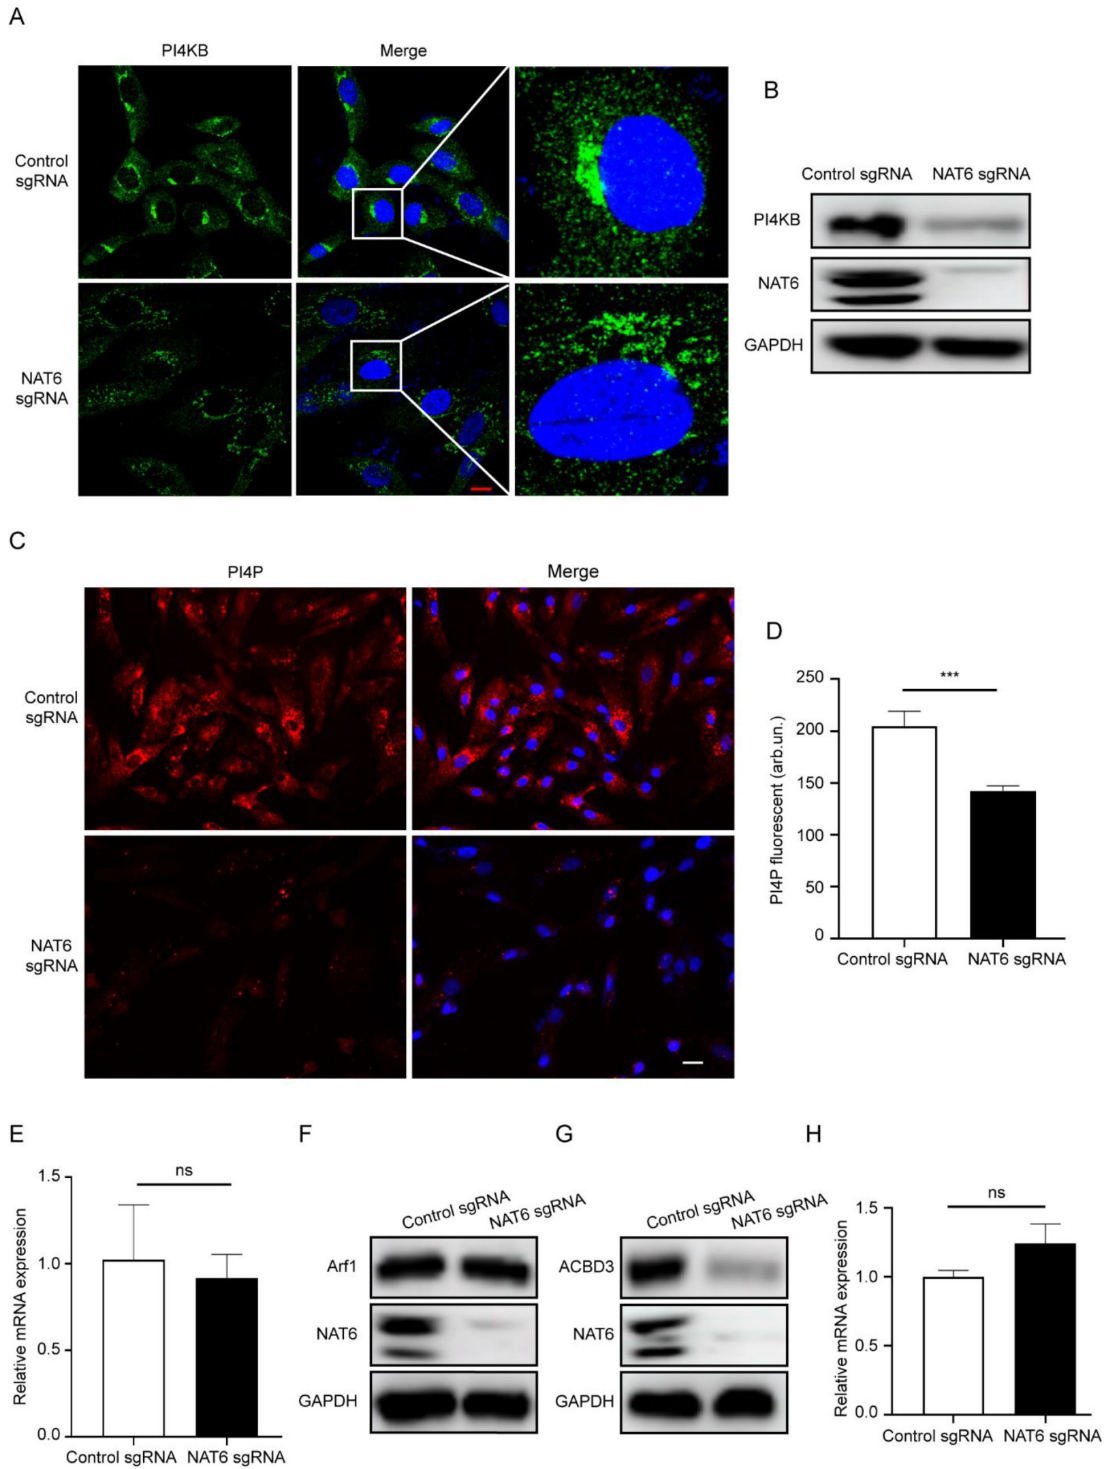 A
PI4KB
Merge
Control
sgRNA
NAT6
sgRNA
B
Control sgRNA
NAT6 sgRNA
PI4KB
NAT6
GAPDH
C
PI4P
Merge
Control
sgRNA
NAT6
sgRNA
D
PI4P fluorescent (arb.un.)
250
200
150
100
50
0
***
Control sgRNA
NAT6 sgRNA
E
Relative mRNA expression
1.5
1.0
0.5
0.0
ns
Control sgRNA
NAT6 sgRNA
F
Control sgRNA
NAT6 sgRNA
Arf1
NAT6
GAPDH
G
Control sgRNA
NAT6 sgRNA
ACBD3
NAT6
GAPDH
H
Relative mRNA expression
1.5
1.0
0.5
0.0
ns
Control sgRNA
NAT6 sgRNA